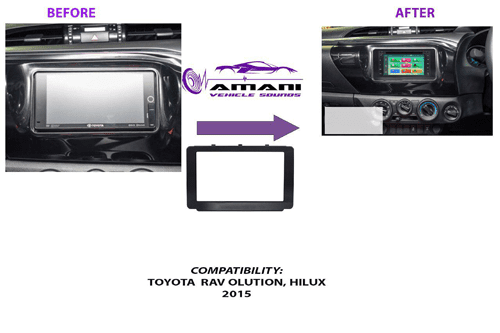 BEFORE
AFTER
AMANI
VEHICLE SOUNDS
COMPATIBILITY:
TOYOTA RAV OLUTION, HILUX
2015